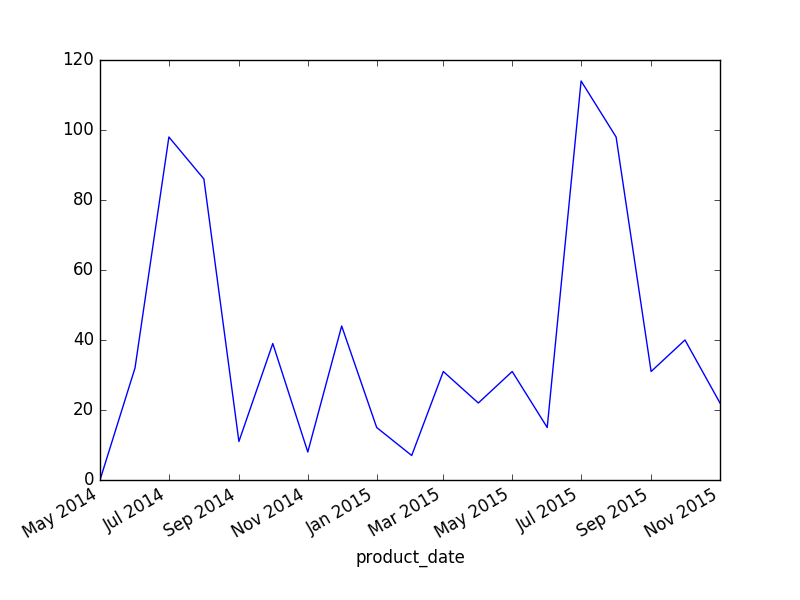 120
100
80
60
40
20
0
May 2014
Jul 2014
Sep 2014
Nov 2014
Jan 2015
Mar 2015
May 2015
Jul 2015
Sep 2015
Nov 2015
product_date